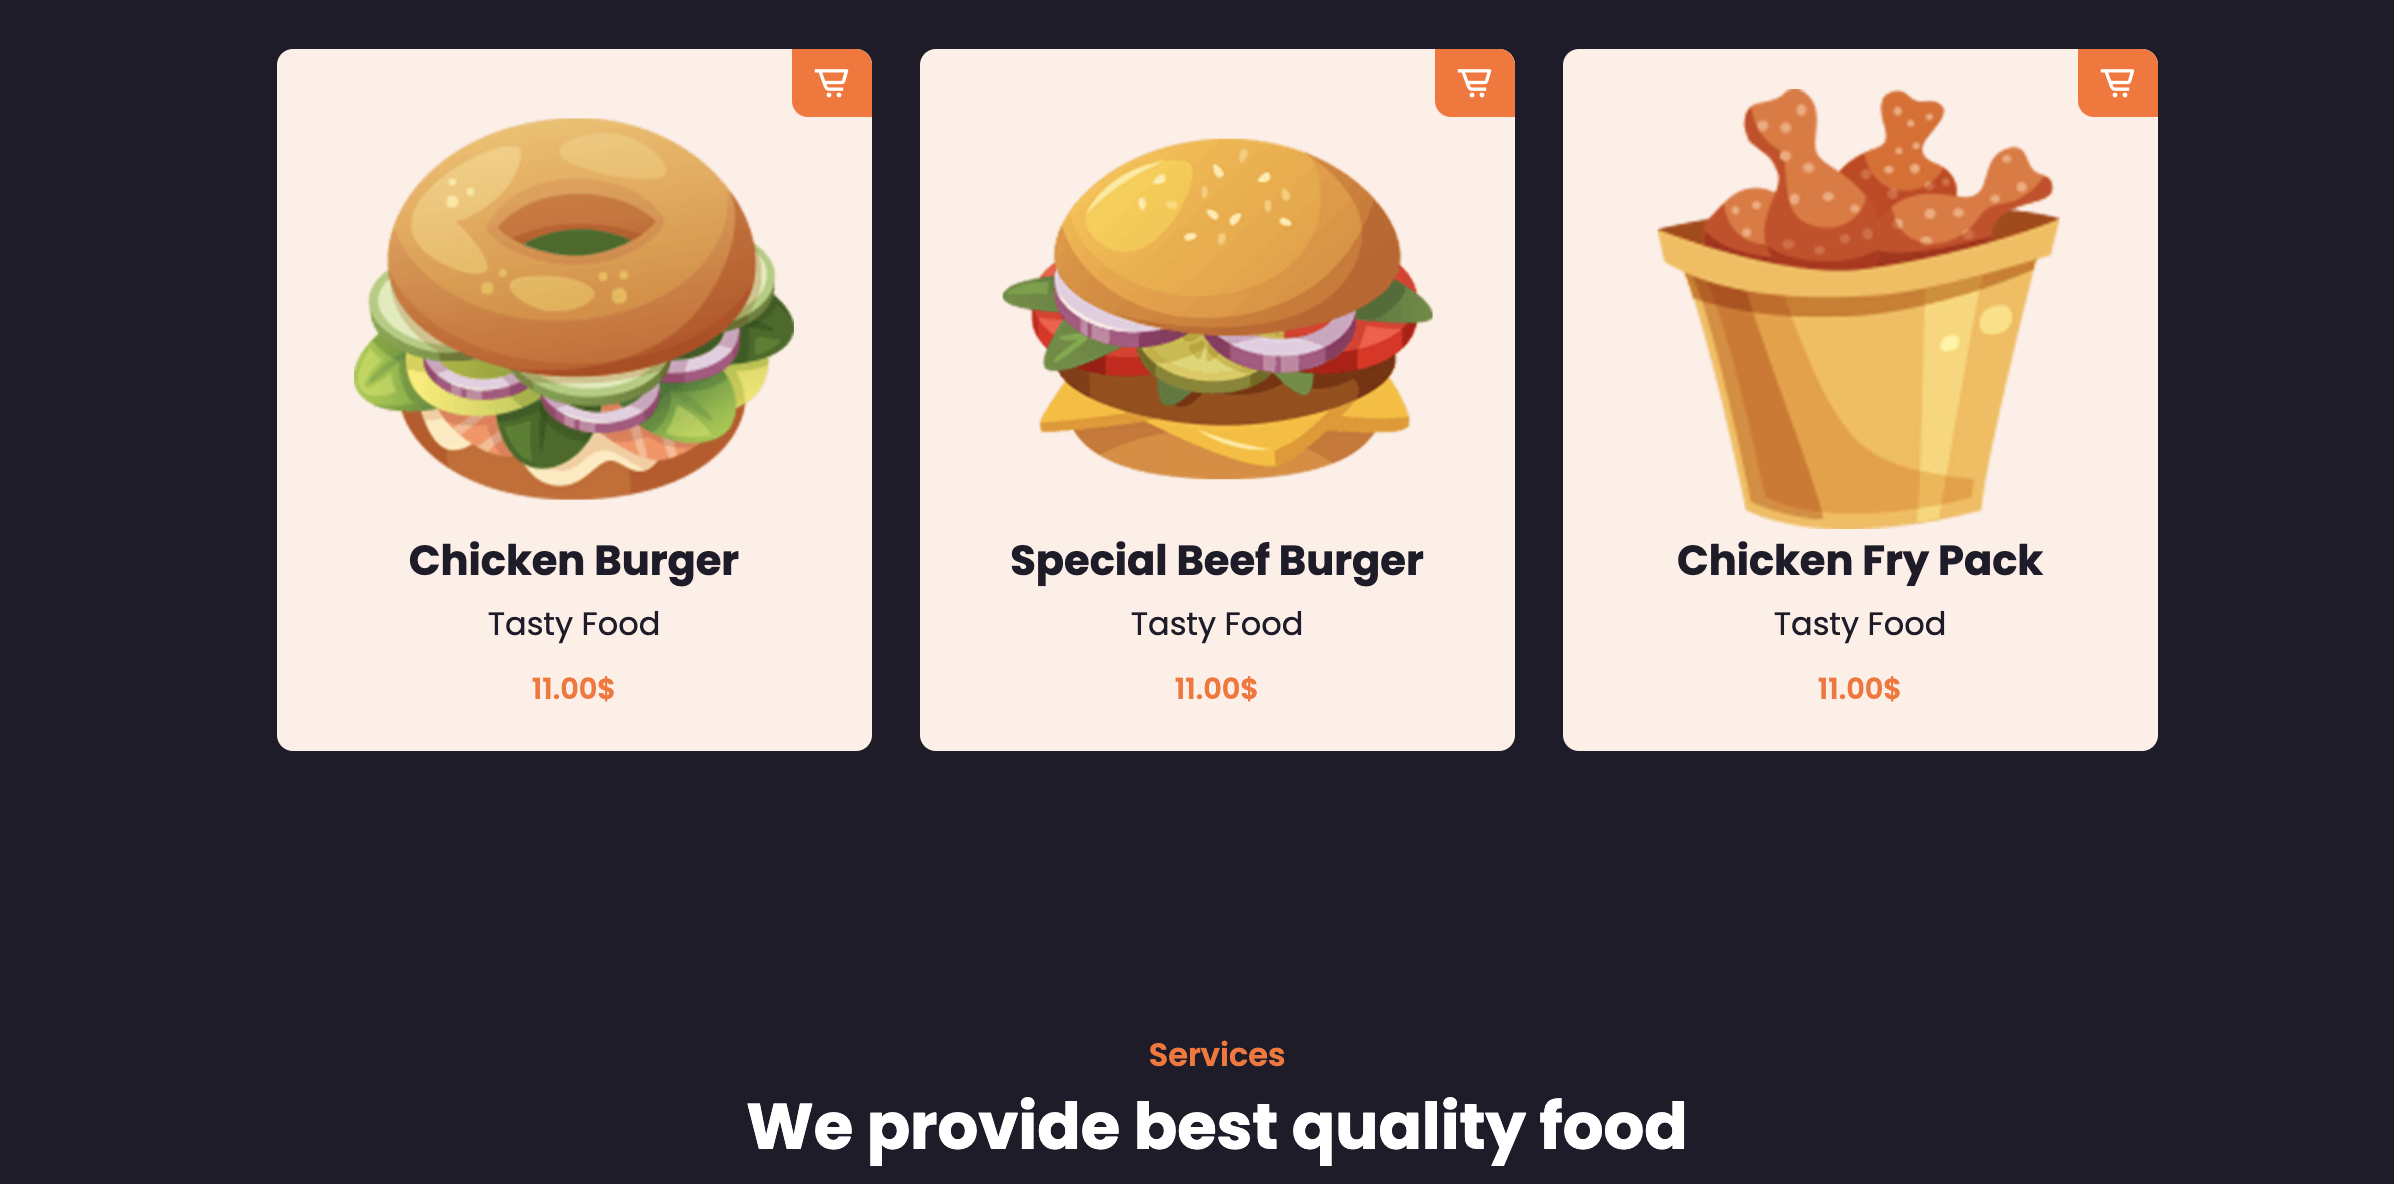 Chicken Burger
Tasty Food
11.00$
Special Beef Burger
Tasty Food
11.00$
Chicken Fry Pack
Tasty Food
11.00$
Services
We provide best quality food